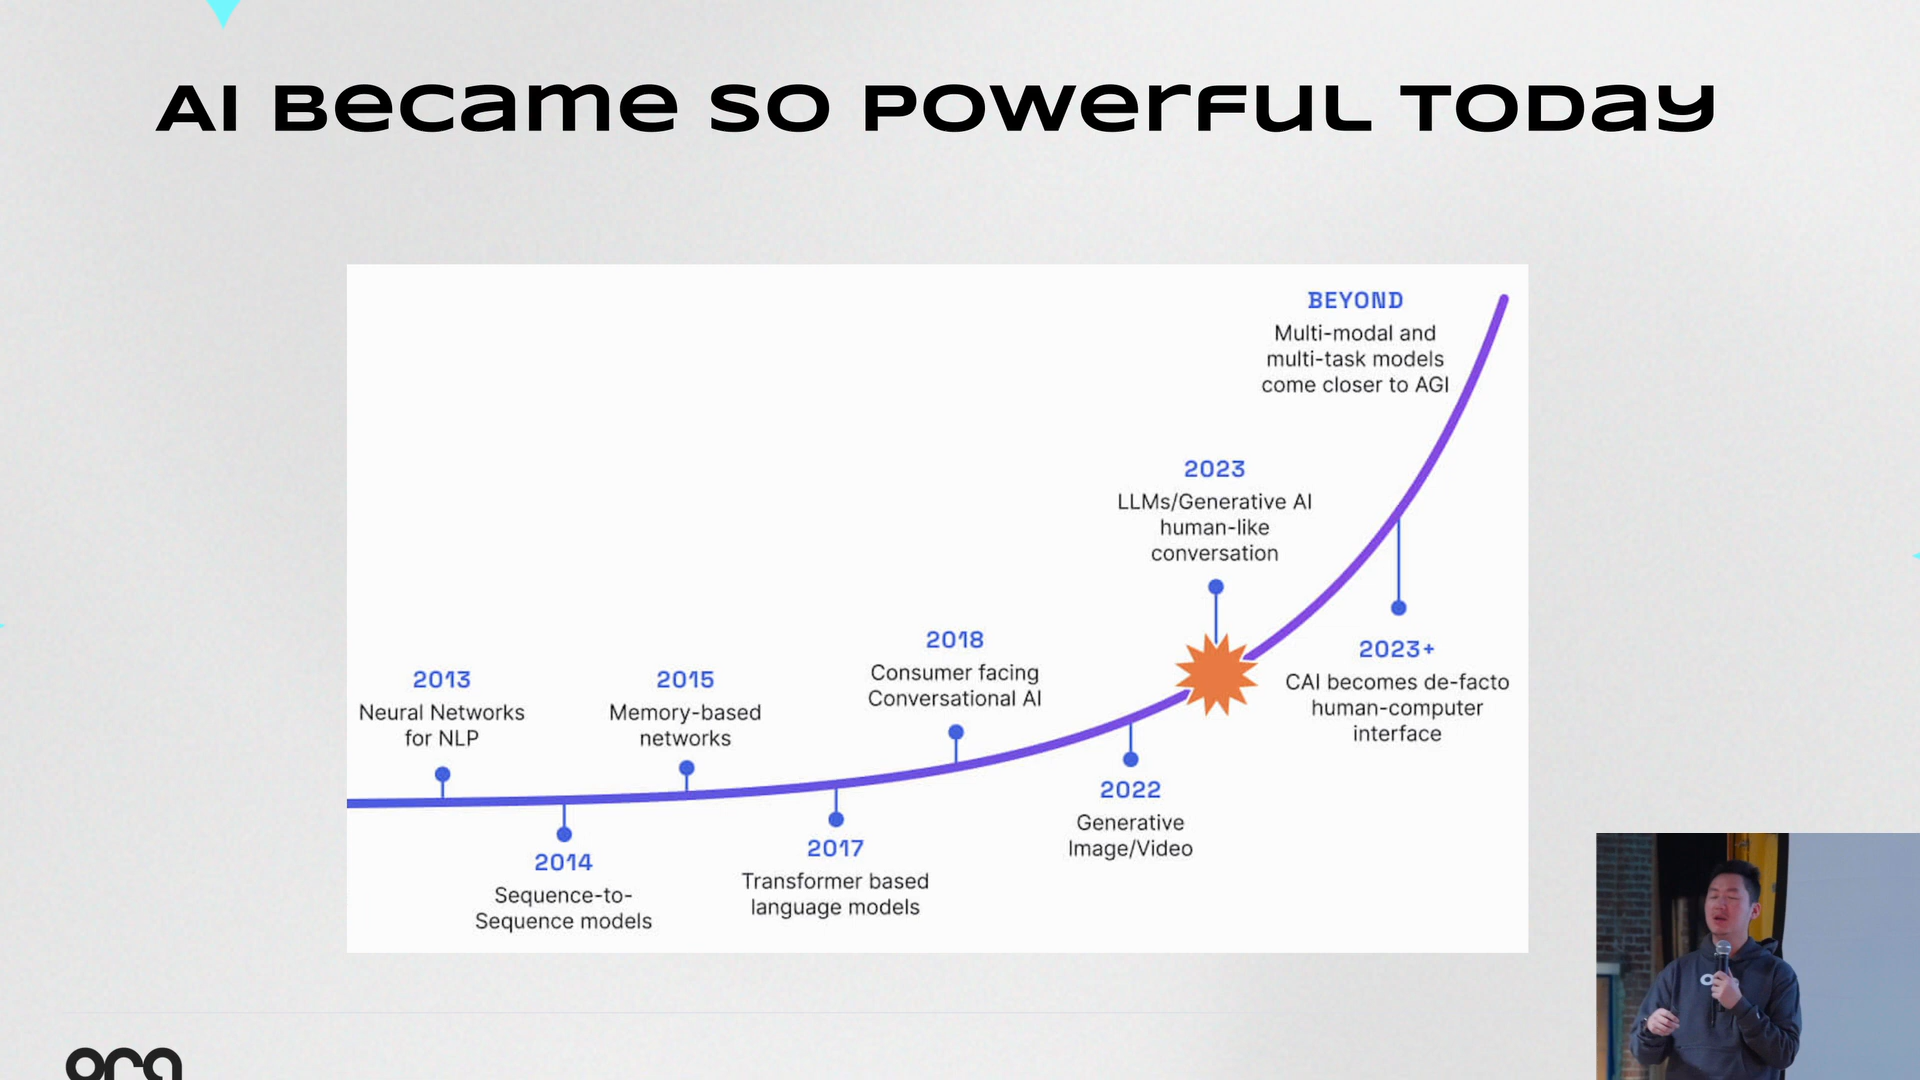 AI Became so Powerful Today
BEYOND
Multi-modal and
multi-task models
come closer to AGI
2023
LLMs/Generative AI
human-like
conversation
2018
Consumer facing
Conversational AI
2013
Neural Networks
for NLP
2015
Memory-based
networks
2023+
CAI becomes de-facto
human-computer
interface
2022
Generative
Image/Video
2017
Transformer based
language models
2014
Sequence-to-
Sequence models
ora